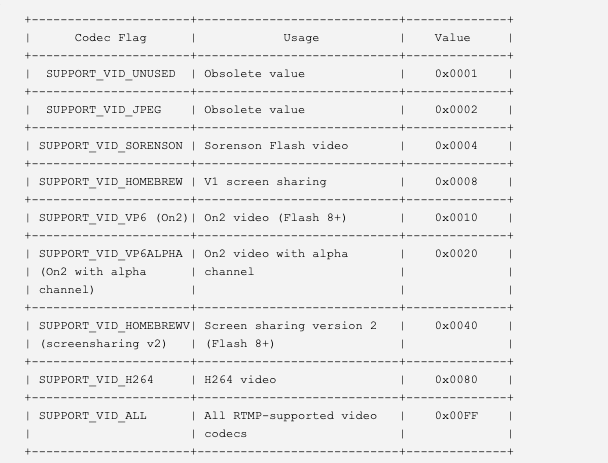 +----------------------+----------------------------+--------------+
|      Codec Flag      |            Usage           |    Value     |
+----------------------+----------------------------+--------------+
|  SUPPORT_VID_UNUSED  | Obsolete value             |    0x0001    |
+----------------------+----------------------------+--------------+
|  SUPPORT_VID_JPEG    | Obsolete value             |    0x0002    |
+----------------------+----------------------------+--------------+
| SUPPORT_VID_SORENSON | Sorenson Flash video       |    0x0004    |
+----------------------+----------------------------+--------------+
| SUPPORT_VID_HOMEBREW | V1 screen sharing          |    0x0008    |
+----------------------+----------------------------+--------------+
| SUPPORT_VID_VP6 (On2)| On2 video (Flash 8+)       |    0x0010    |
+----------------------+----------------------------+--------------+
| SUPPORT_VID_VP6ALPHA | On2 video with alpha       |    0x0020    |
| (On2 with alpha      | channel                    |              |
| channel)             |                            |              |
+----------------------+----------------------------+--------------+
| SUPPORT_VID_HOMEBREWV| Screen sharing version 2   |    0x0040    |
| (screensharing v2)   | (Flash 8+)                 |              |
+----------------------+----------------------------+--------------+
| SUPPORT_VID_H264     | H264 video                 |    0x0080    |
+----------------------+----------------------------+--------------+
| SUPPORT_VID_ALL      | All RTMP-supported video   |    0x00FF    |
|                      | codecs                     |              |
+----------------------+----------------------------+--------------+